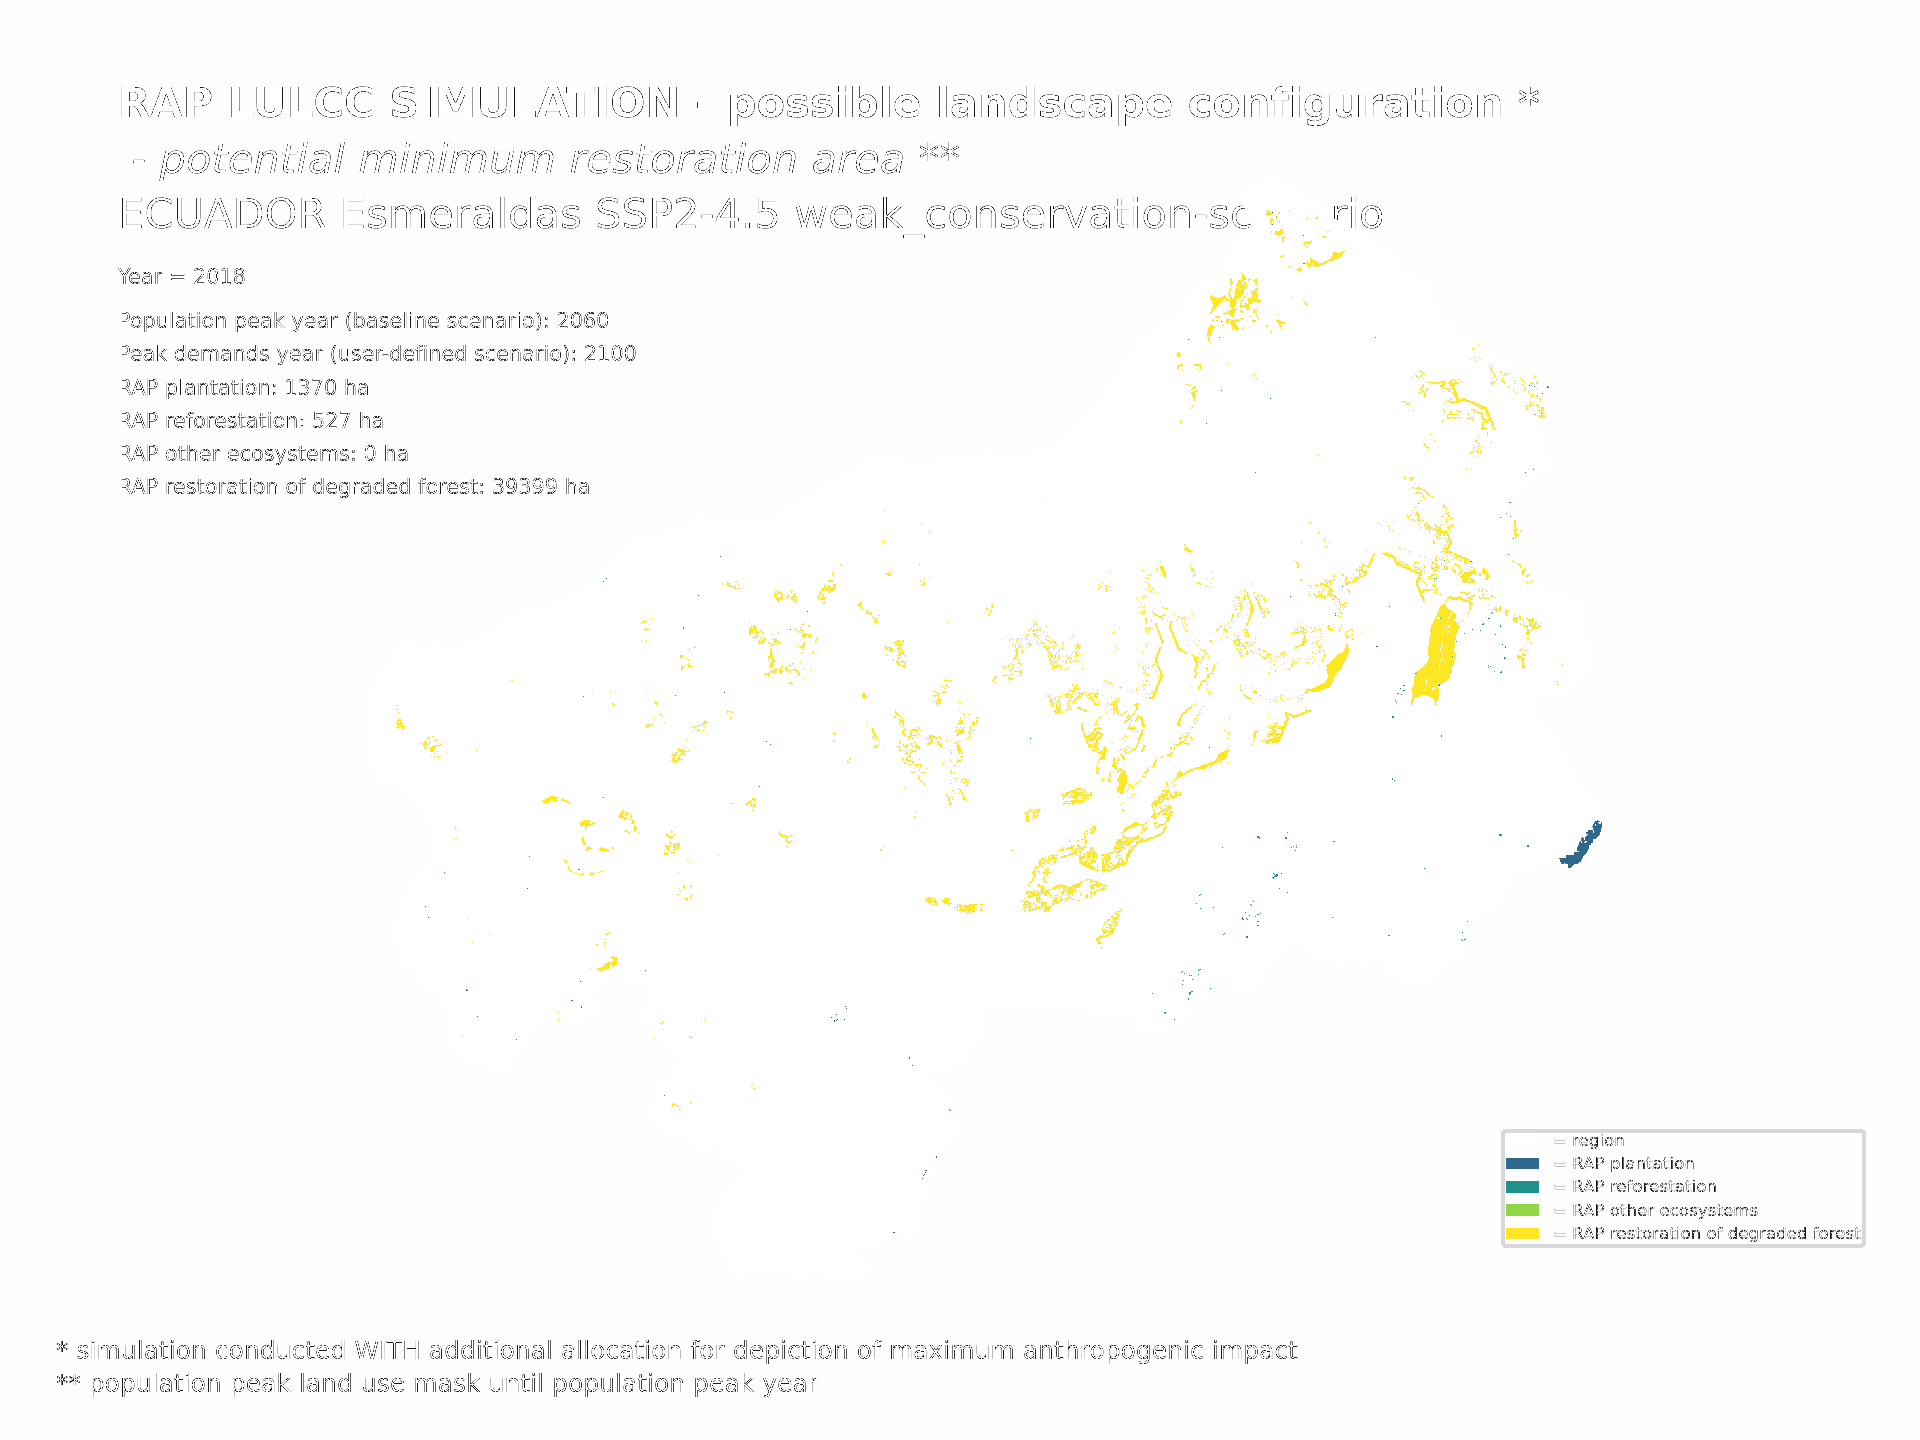 RAP LULCC SIMULATION - possible landscape configuration *
- potential minimum restoration area **
ECUADOR Esmeraldas SSP2-4.5 weak_conservation-sc rio
Year = 2018
Population peak year (baseline scenario): 2060
Peak demands year (user-defined scenario): 2100
RAP plantation: 1370 ha
RAP reforestation: 527 ha
RAP other ecosystems: 0 ha
RAP restoration of degraded forest: 39399 ha
= region
= RAP plantation
= RAP reforestation
= RAP other ecosystems
= RAP restoration of degraded forest
* simulation conducted WITH additional allocation for depiction of maximum anthropogenic impact
** population peak land use mask until population peak year